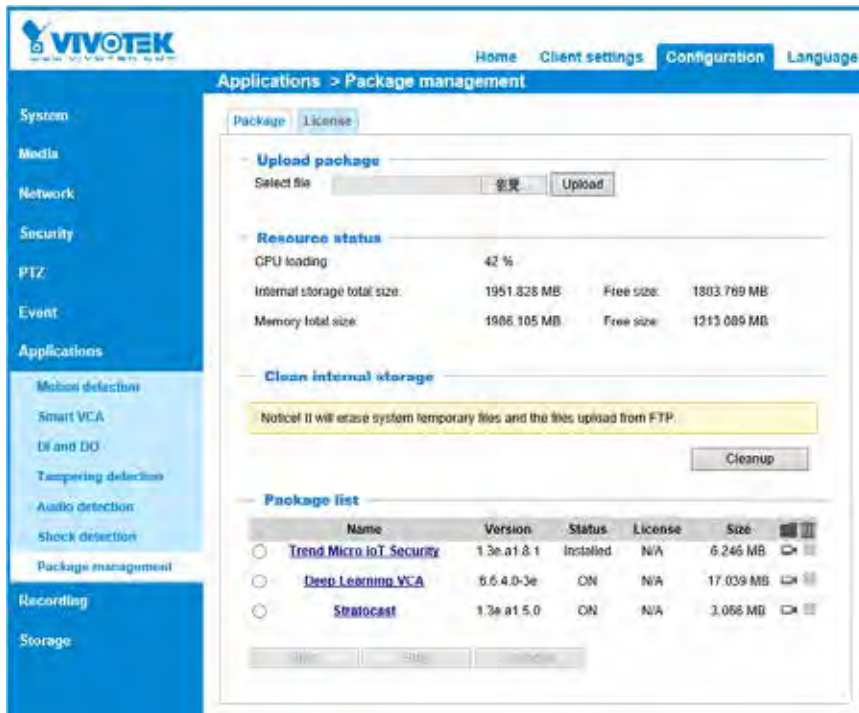 VIVOTEK
Home Client settings Configuration Language
Applications > Package management
System
Media
Network
Security
PTZ
Event
Applications
Motion detection
Smart VCA
DI and DO
Tampering detection
Audio detection
Shock detection
Package management
Recording
Storage
Package License
Upload package
Select file Upload
Resource status
CPU loading 42 %
Internal storage total size: 1951.828 MB Free size: 1803.769 MB
Memory total size: 1986.105 MB Free size: 1213.089 MB
Clean internal storage
Notice! It will erase system temporary files and the files upload from FTP.
Cleanup
Package list
Name Version Status License Size
Trend Micro IoT Security 1.3e.a1.8.1 Installed N/A 6.246 MB
Deep Learning VCA 6.6.4.0-3e ON N/A 17.039 MB
Stratocast 1.3e.a1.5.0 ON N/A 3.066 MB